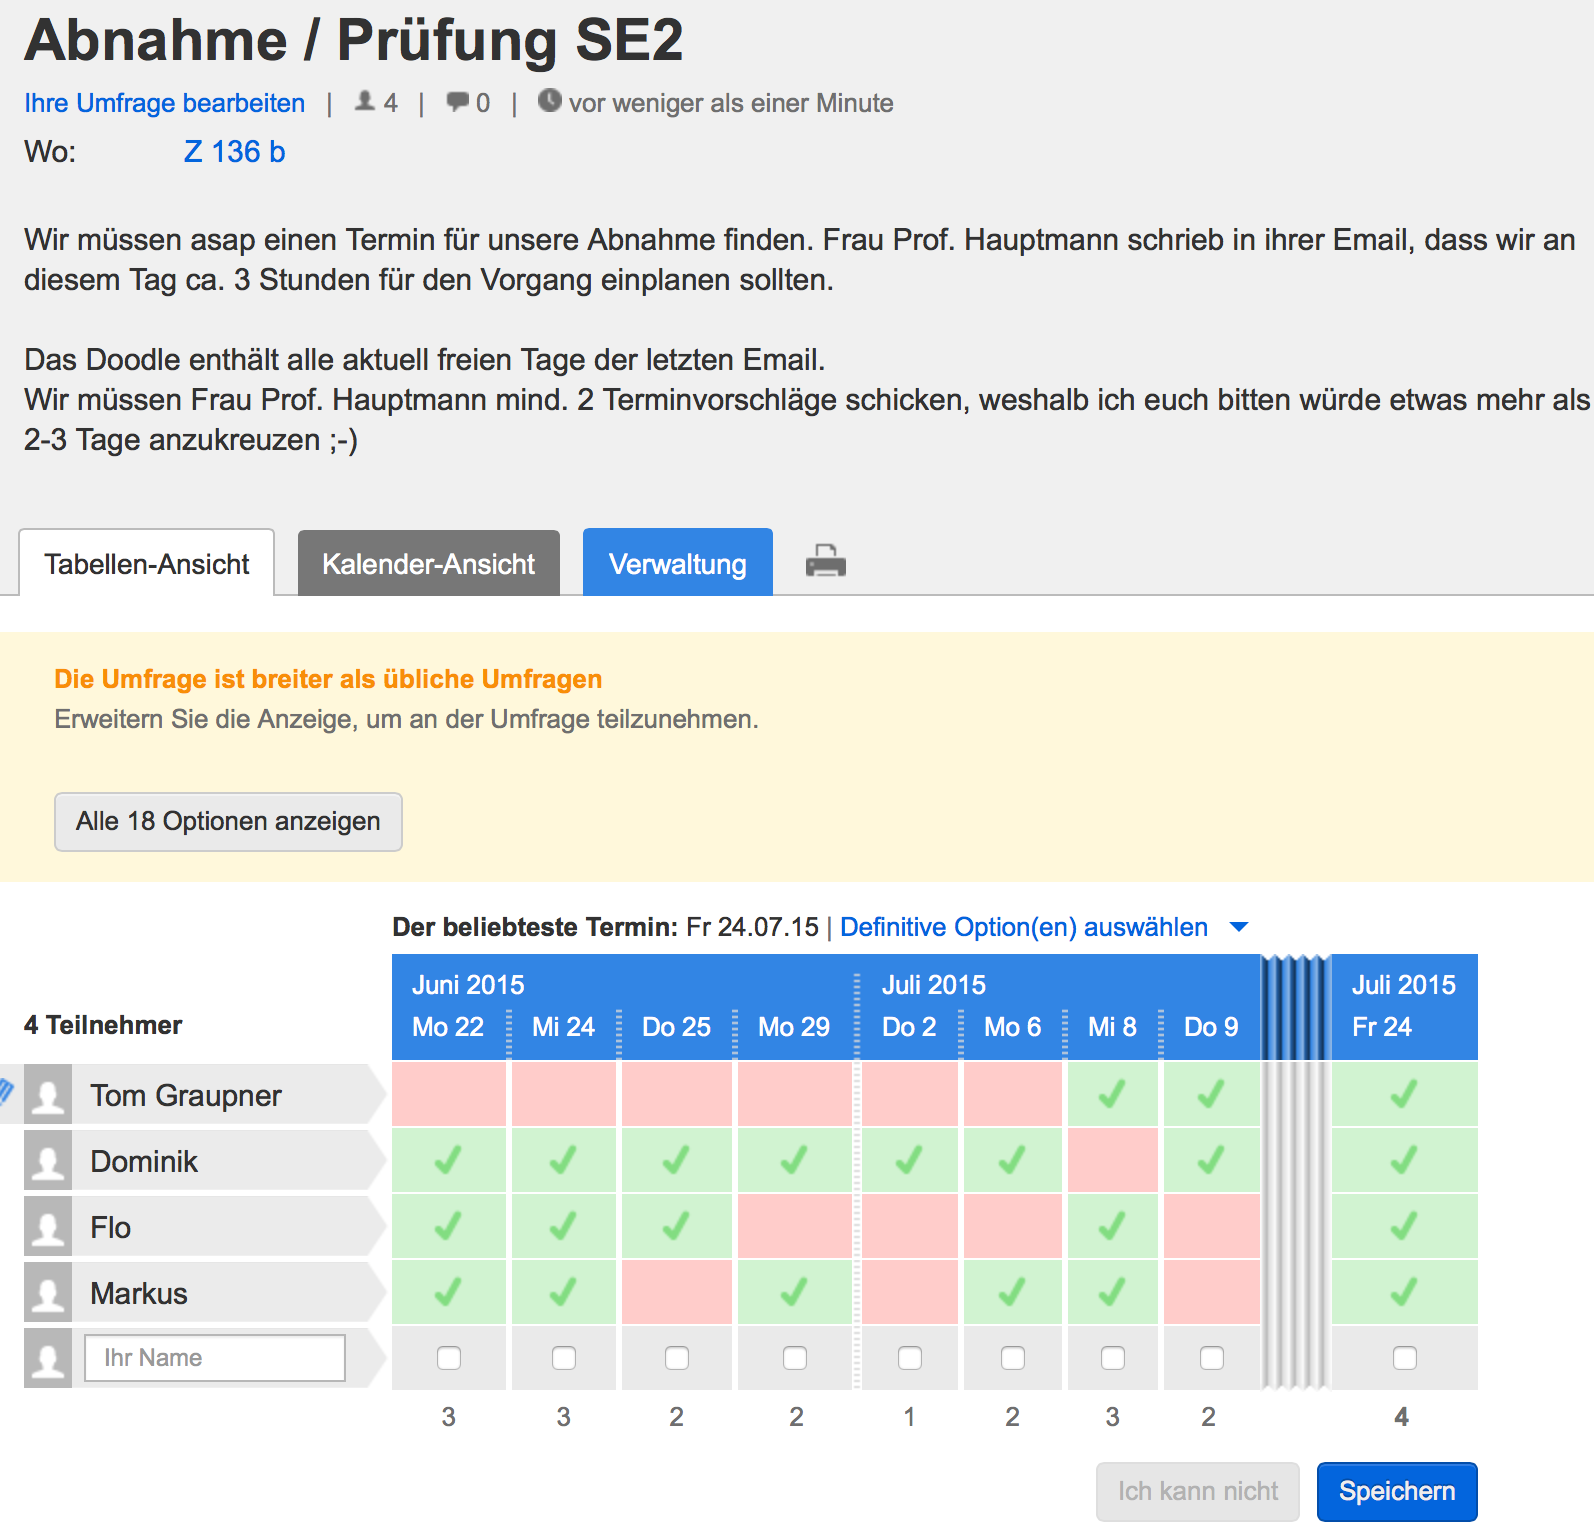 Abnahme / Prüfung SE2
Ihre Umfrage bearbeiten | 4 | 0 | vor weniger als einer Minute
Wo: Z 136 b
Wir müssen asap einen Termin für unsere Abnahme finden. Frau Prof. Hauptmann schrieb in ihrer Email, dass wir an
diesem Tag ca. 3 Stunden für den Vorgang einplanen sollten.
Das Doodle enthält alle aktuell freien Tage der letzten Email.
Wir müssen Frau Prof. Hauptmann mind. 2 Terminvorschläge schicken, weshalb ich euch bitten würde etwas mehr als
2-3 Tage anzukreuzen ;-)
Tabellen-Ansicht Kalender-Ansicht Verwaltung
Die Umfrage ist breiter als übliche Umfragen
Erweitern Sie die Anzeige, um an der Umfrage teilzunehmen.
Alle 18 Optionen anzeigen
Der beliebteste Termin: Fr 24.07.15 | Definitive Option(en) auswählen
Juni 2015 Juli 2015 Juli 2015
4 Teilnehmer Mo 22 Mi 24 Do 25 Mo 29 Do 2 Mo 6 Mi 8 Do 9 Fr 24
Tom Graupner
Dominik
Flo
Markus
Ihr Name
3 3 2 2 1 2 3 2 4
Ich kann nicht Speichern